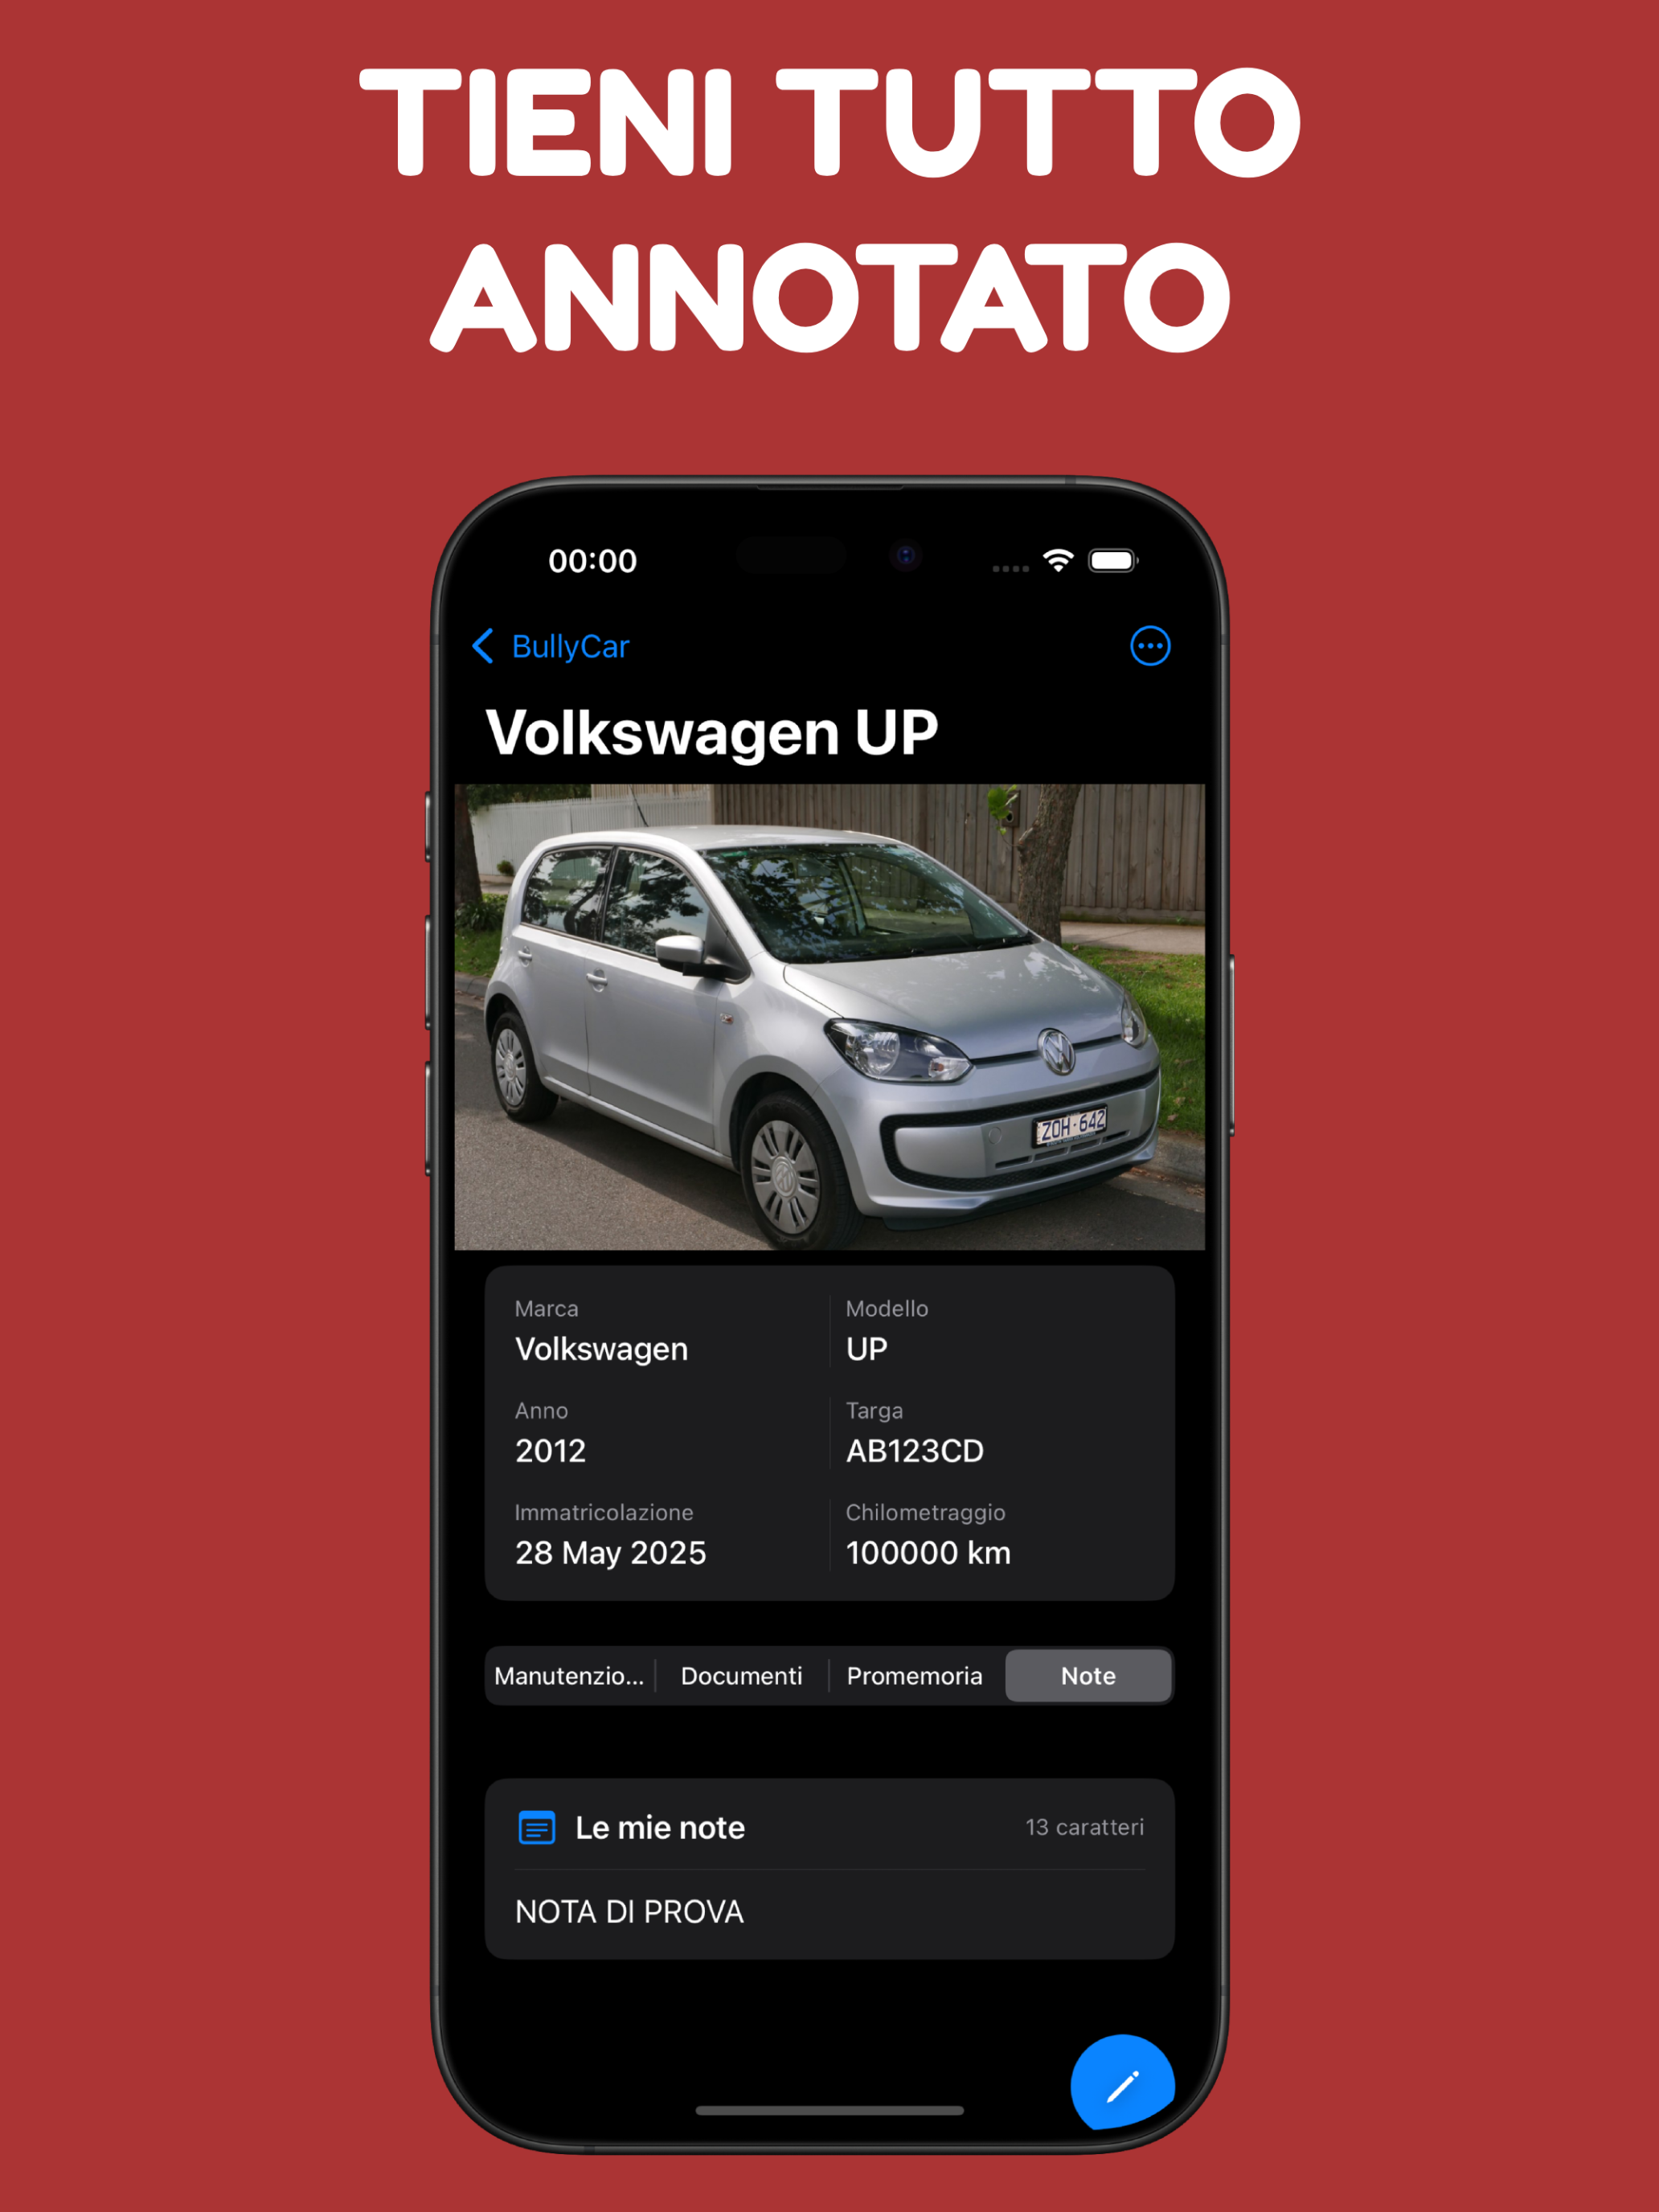 TIENI TUTTO
ANNOTATO
00:00
BullyCar
Volkswagen UP
ZOH·642
Marca
Volkswagen
Modello
UP
Anno
2012
Targa
AB123CD
Immatricolazione
28 May 2025
Chilometraggio
100000 km
Manutenzio...
Documenti
Promemoria
Note
Le mie note
13 caratteri
NOTA DI PROVA